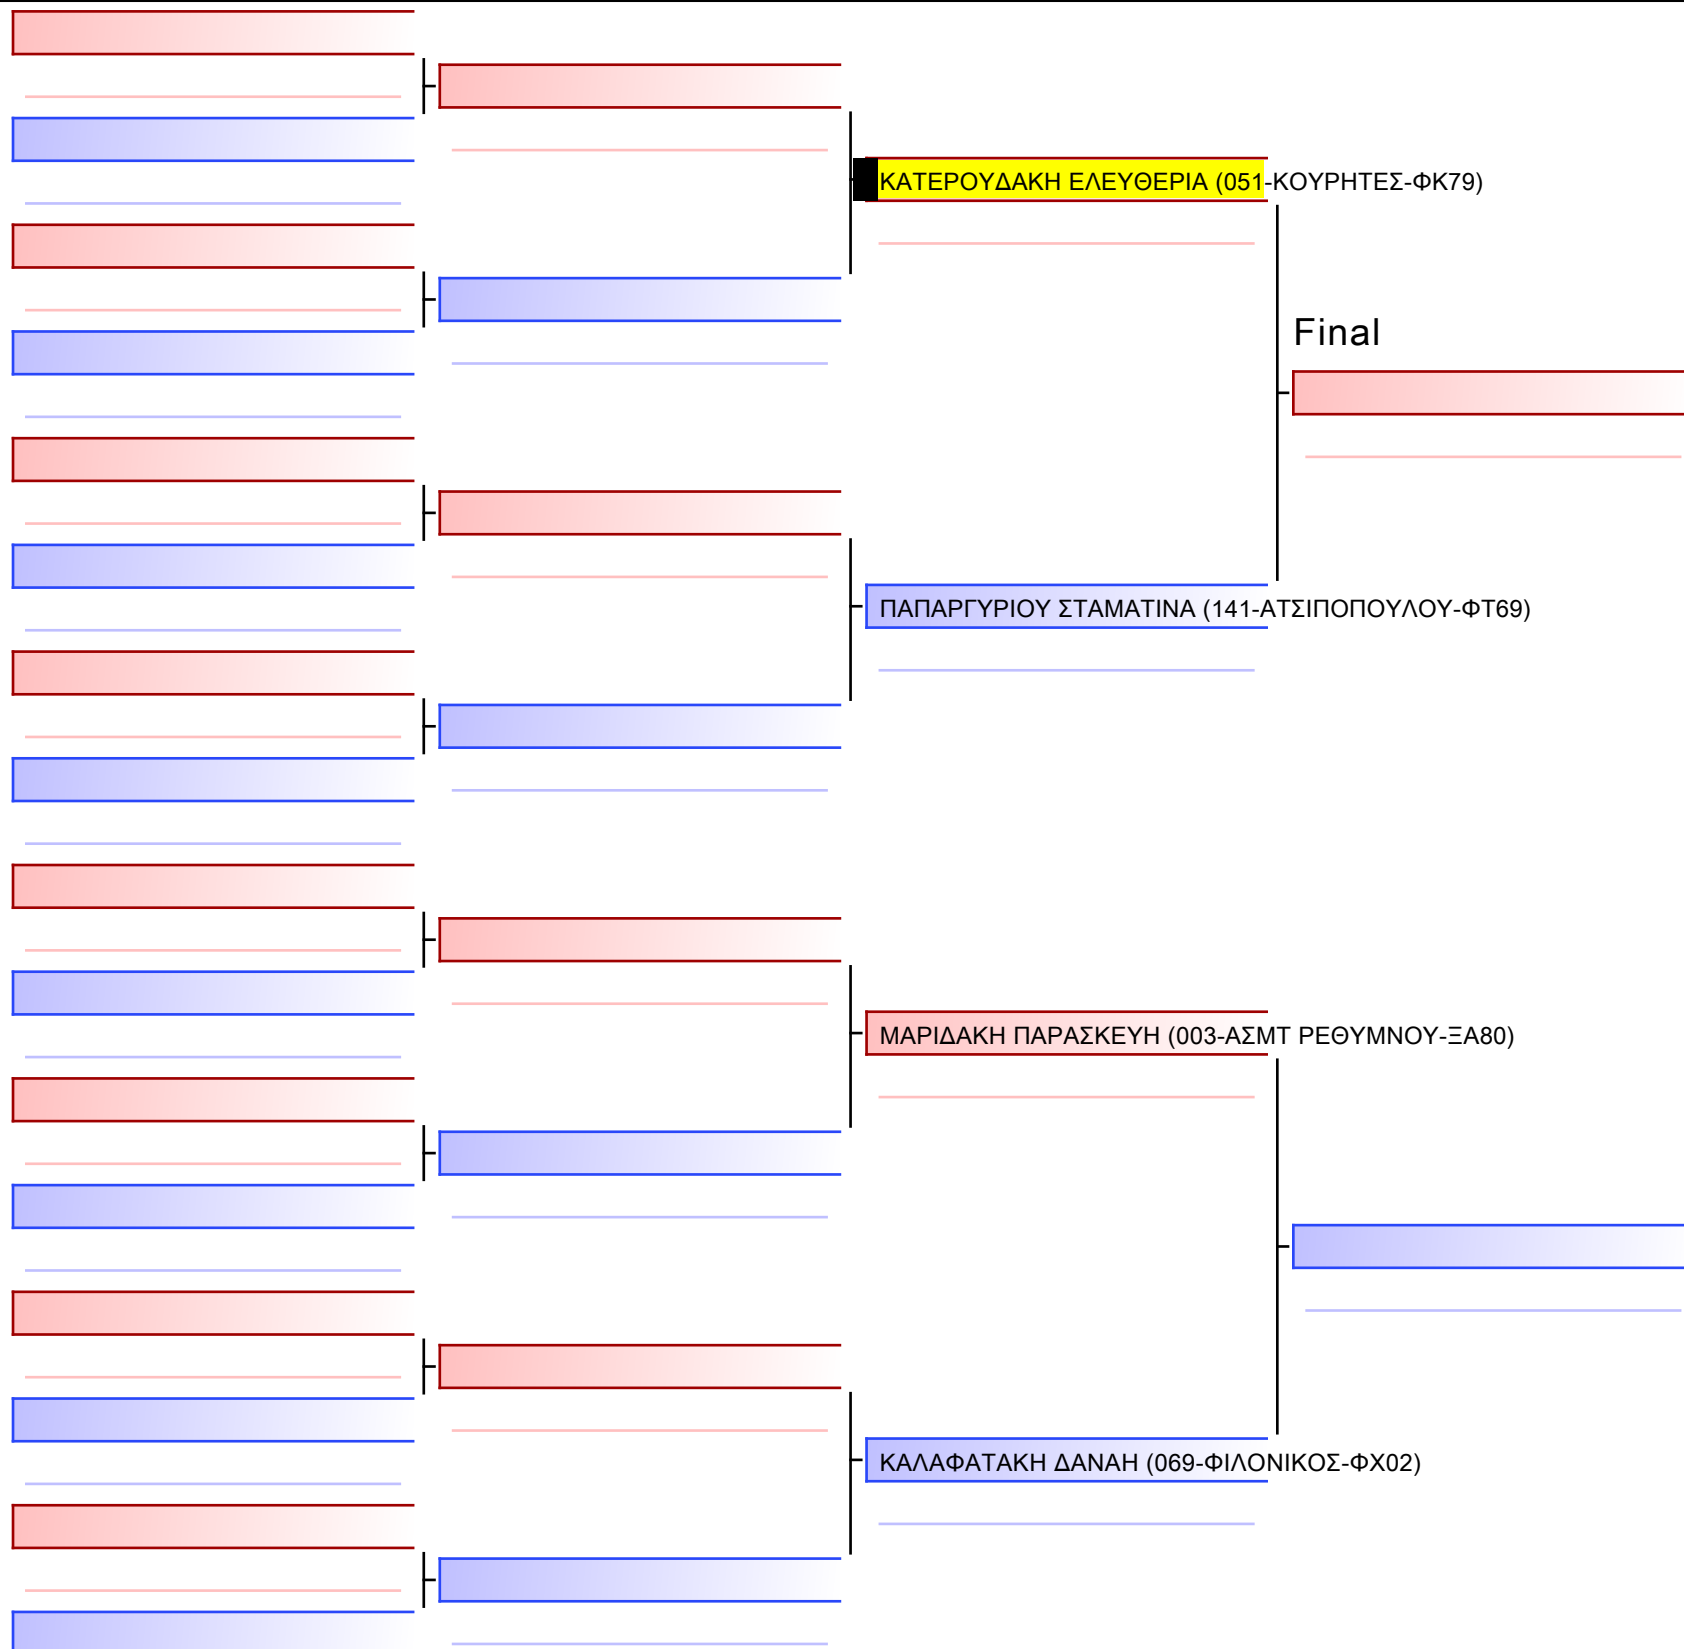 ΚΑΤΕΡΟΥΔΑΚΗ ΕΛΕΥΘΕΡΙΑ (051-ΚΟΥΡΗΤΕΣ-ΦΚ79)
Final
ΠΑΠΑΡΓΥΡΙΟΥ ΣΤΑΜΑΤΙΝΑ (141-ΑΤΣΙΠΟΠΟΥΛΟΥ-ΦΤ69)
ΜΑΡΙΔΑΚΗ ΠΑΡΑΣΚΕΥΗ (003-ΑΣΜΤ ΡΕΘΥΜΝΟΥ-ΞΑ80)
ΚΑΛΑΦΑΤΑΚΗ ΔΑΝΑΗ (069-ΦΙΛΟΝΙΚΟΣ-ΦΧ02)